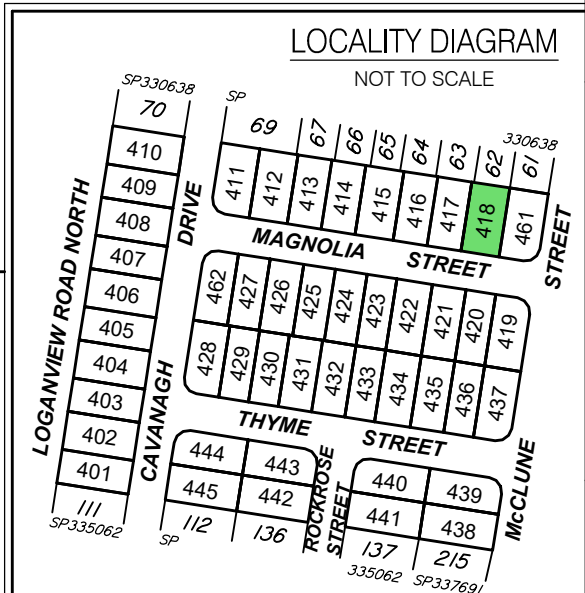 LOCALITY DIAGRAM
NOT TO SCALE
SP330638
70
410
409
408
407
406
405
404
403
402
401
111
SP335062
LOGANVIEW ROAD NORTH
CAVANAGH DRIVE
SP 330638
69 67 66 65 64 63 62 61
411 412 413 414 415 416 417 418 461
MAGNOLIA STREET
462 427 426 425 424 423 422 421 420 419
428 429 430 431 432 433 434 435 436 437
THYME STREET
McCLUNE STREET
444 443
445 442
112 136
SP 335062
ROCKROSE STREET
440 439
441 438
137 215
SP337691